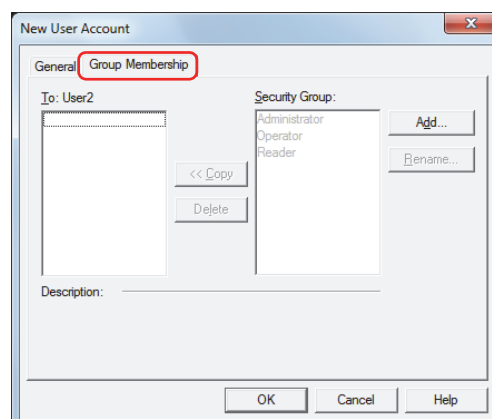 New User Account
General
Group Membership
To: User2
Security Group:
Administrator
Operator
Reader
Add...
Rename...
<< Copy
Delete
Description:
OK
Cancel
Help